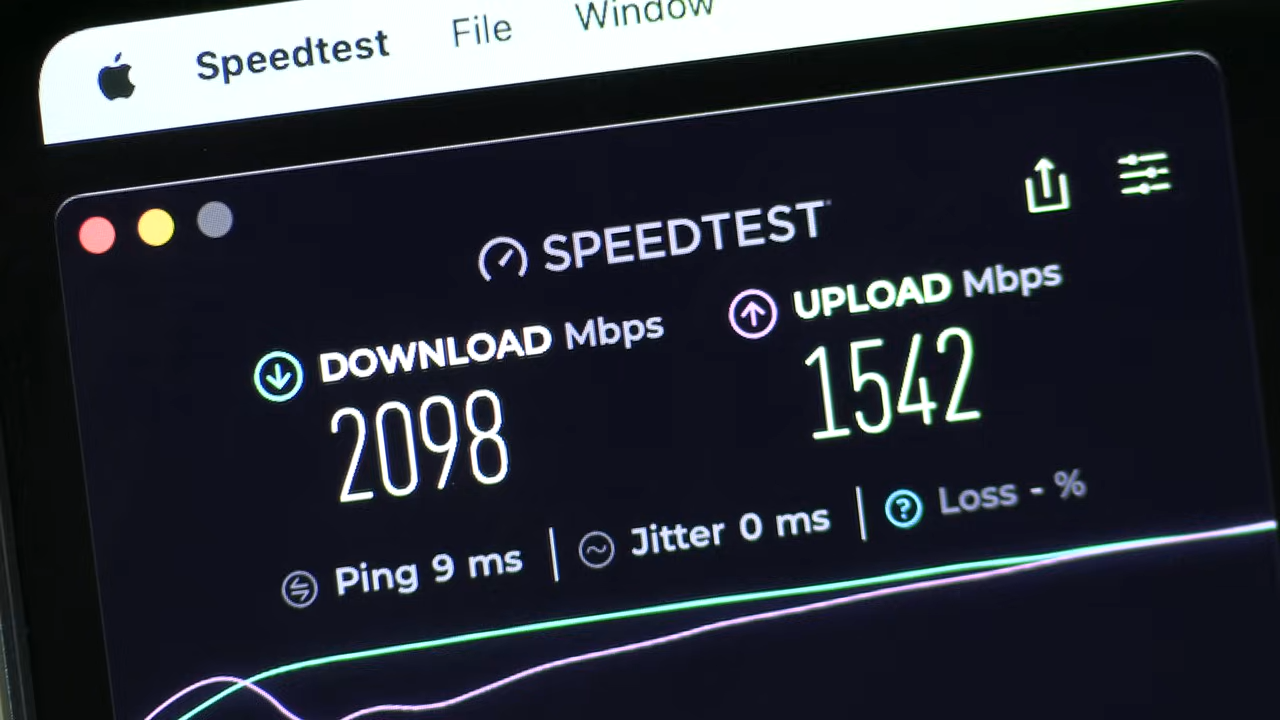 Speedtest File Window
SPEEDTEST
DOWNLOAD Mbps
2098
UPLOAD Mbps
1542
Ping 9 ms
Jitter 0 ms
Loss - %